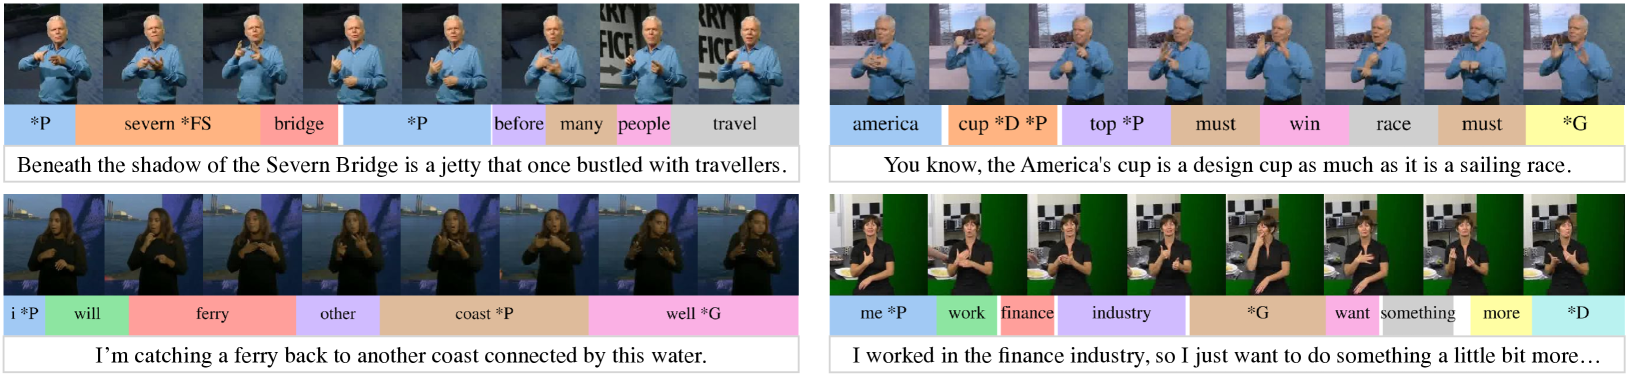 RRY RRY
FFICE FFICE
*P severn *FS bridge *P before many people travel
Beneath the shadow of the Severn Bridge is a jetty that once bustled with travellers.
america cup *D *P top *P must win race must *G
You know, the America's cup is a design cup as much as it is a sailing race.
i *P will ferry other coast *P well *G
I'm catching a ferry back to another coast connected by this water.
me *P work finance industry *G want something more *D
I worked in the finance industry, so I just want to do something a little bit more…